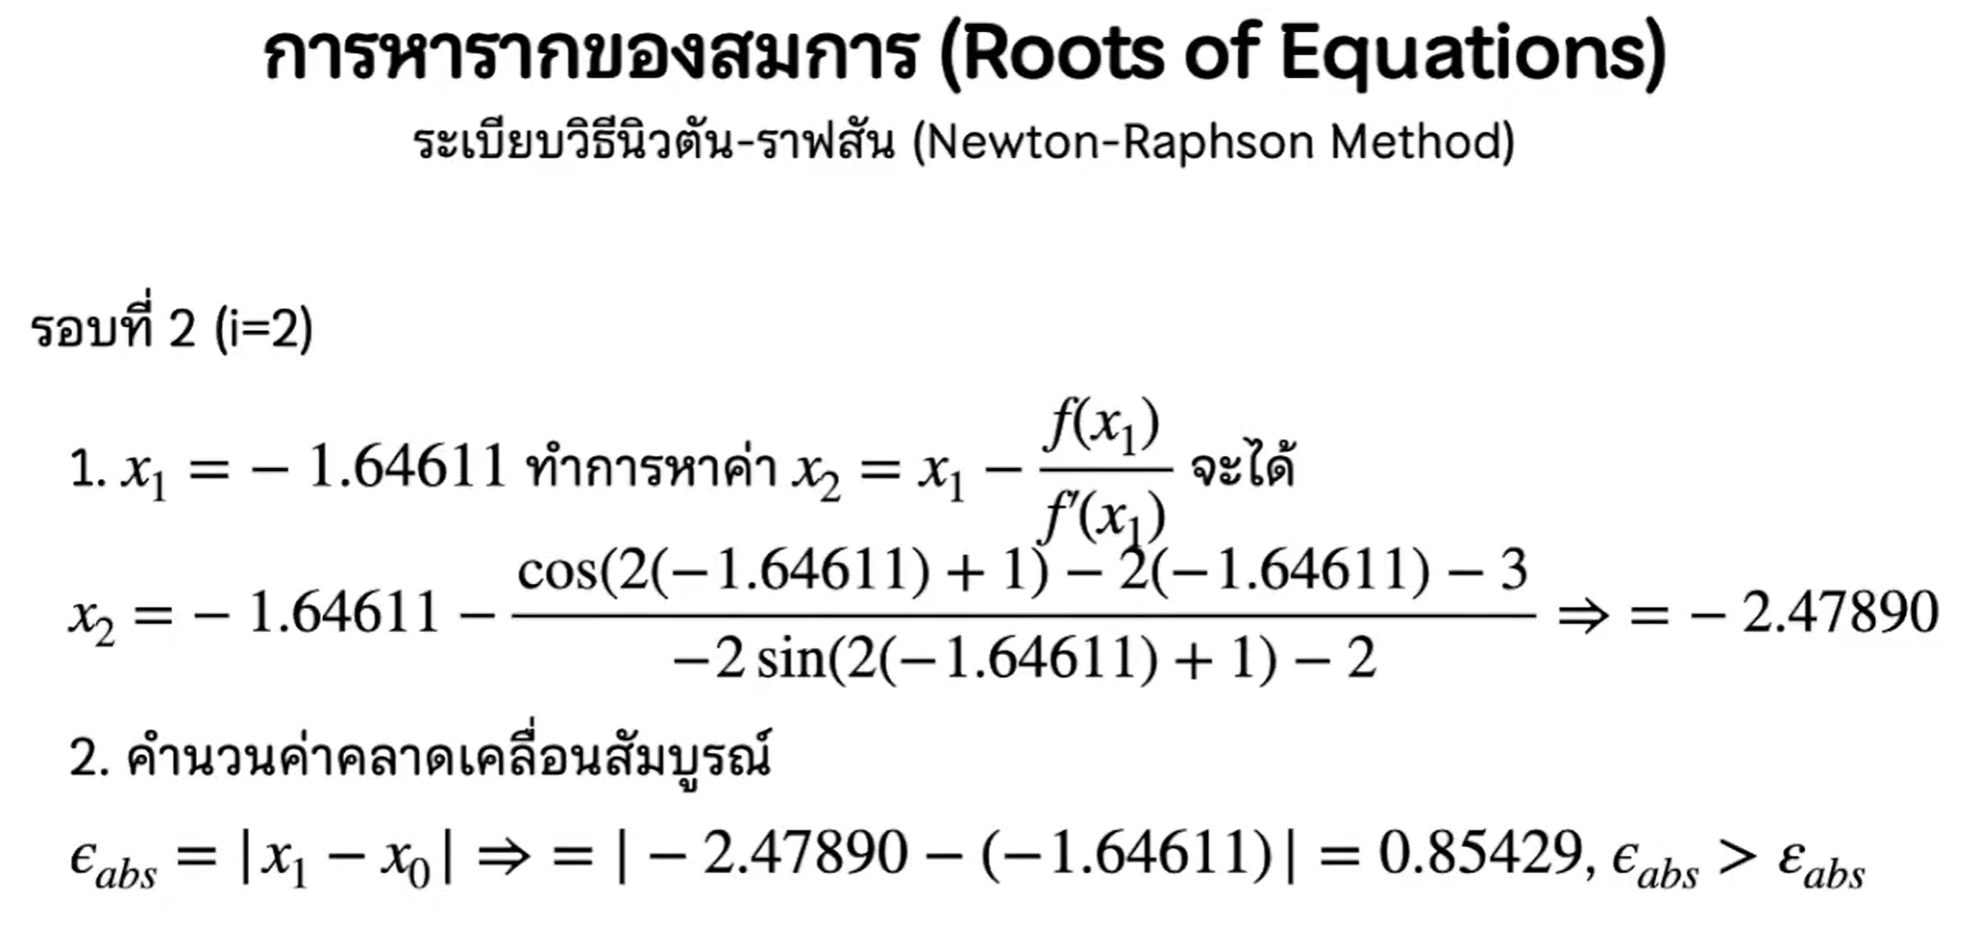 การหารากของสมการ (Roots of Equations)
ระเบียบวิธีนิวตัน-ราฟสัน (Newton-Raphson Method)
รอบที่ 2 (i=2)
1. x₁ = − 1.64611 ทำการหาค่า x₂ = x₁ − f(x₁) / f′(x₁) จะได้
x₂ = − 1.64611 − (cos(2(−1.64611) + 1) − 2(−1.64611) − 3) / (−2 sin(2(−1.64611) + 1) − 2) ⇒ = − 2.47890
2. คำนวนค่าคลาดเคลื่อนสัมบูรณ์
ϵ_abs = |x₁ − x₀| ⇒ = | − 2.47890 − (−1.64611)| = 0.85429, ϵ_abs > ε_abs